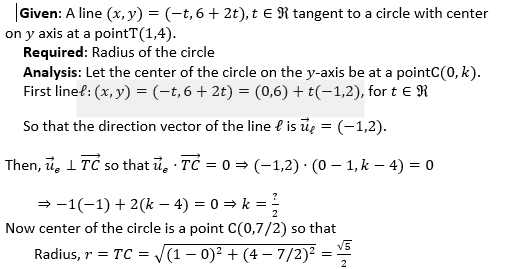 Given: A line (x, y) = (−t, 6 + 2t), t ∈ ℜ tangent to a circle with center
on y axis at a pointT(1,4).
Required: Radius of the circle
Analysis: Let the center of the circle on the y-axis be at a pointC(0, k).
First lineℓ: (x, y) = (−t, 6 + 2t) = (0,6) + t(−1,2), for t ∈ ℜ
So that the direction vector of the line ℓ is u⃗ₑ = (−1,2).
Then, u⃗ₑ ⊥ TC⃗ so that u⃗ₑ · TC⃗ = 0 ⇒ (−1,2) · (0 − 1, k − 4) = 0
⇒ −1(−1) + 2(k − 4) = 0 ⇒ k = ?/2
Now center of the circle is a point C(0,7/2) so that
Radius, r = TC = √((1 − 0)² + (4 − 7/2)²) = √5/2